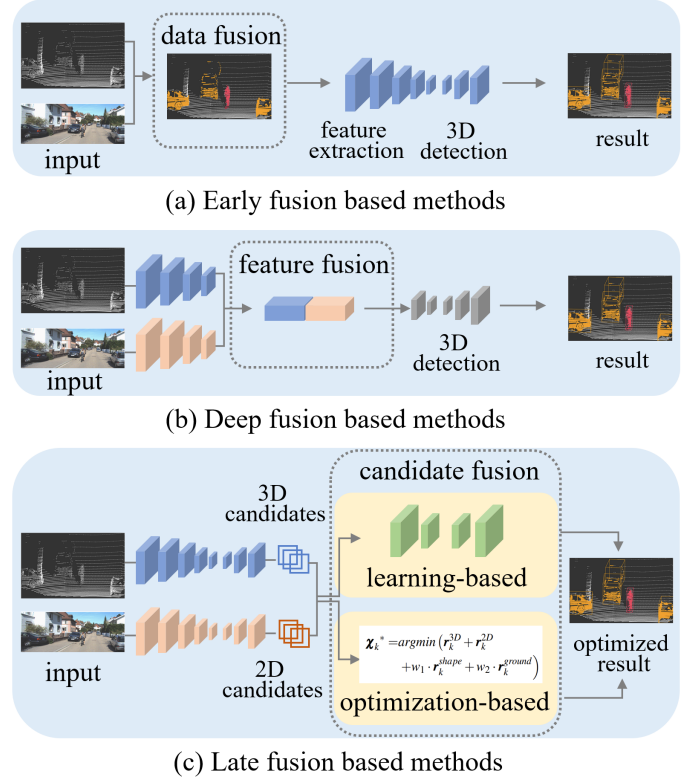 data fusion
input
feature
extraction
3D
detection
result
(a) Early fusion based methods
feature fusion
input
3D
detection
result
(b) Deep fusion based methods
candidate fusion
3D
candidates
learning-based
input
2D
candidates
𝝌ₖ* =argmin (𝒓ₖ³ᴰ + 𝒓ₖ²ᴰ
+w₁ · 𝒓ₖˢʰᵃᵖᵉ + w₂ · 𝒓ₖᵍʳᵒᵘⁿᵈ)
optimization-based
optimized
result
(c) Late fusion based methods